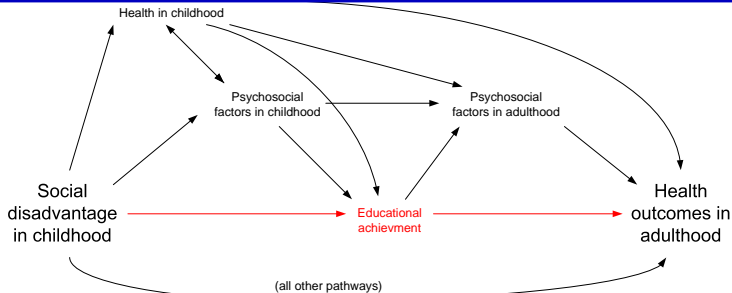 Health in childhood
Psychosocial
factors in childhood
Psychosocial
factors in adulthood
Social
disadvantage
in childhood
Educational
achievment
Health
outcomes in
adulthood
(all other pathways)